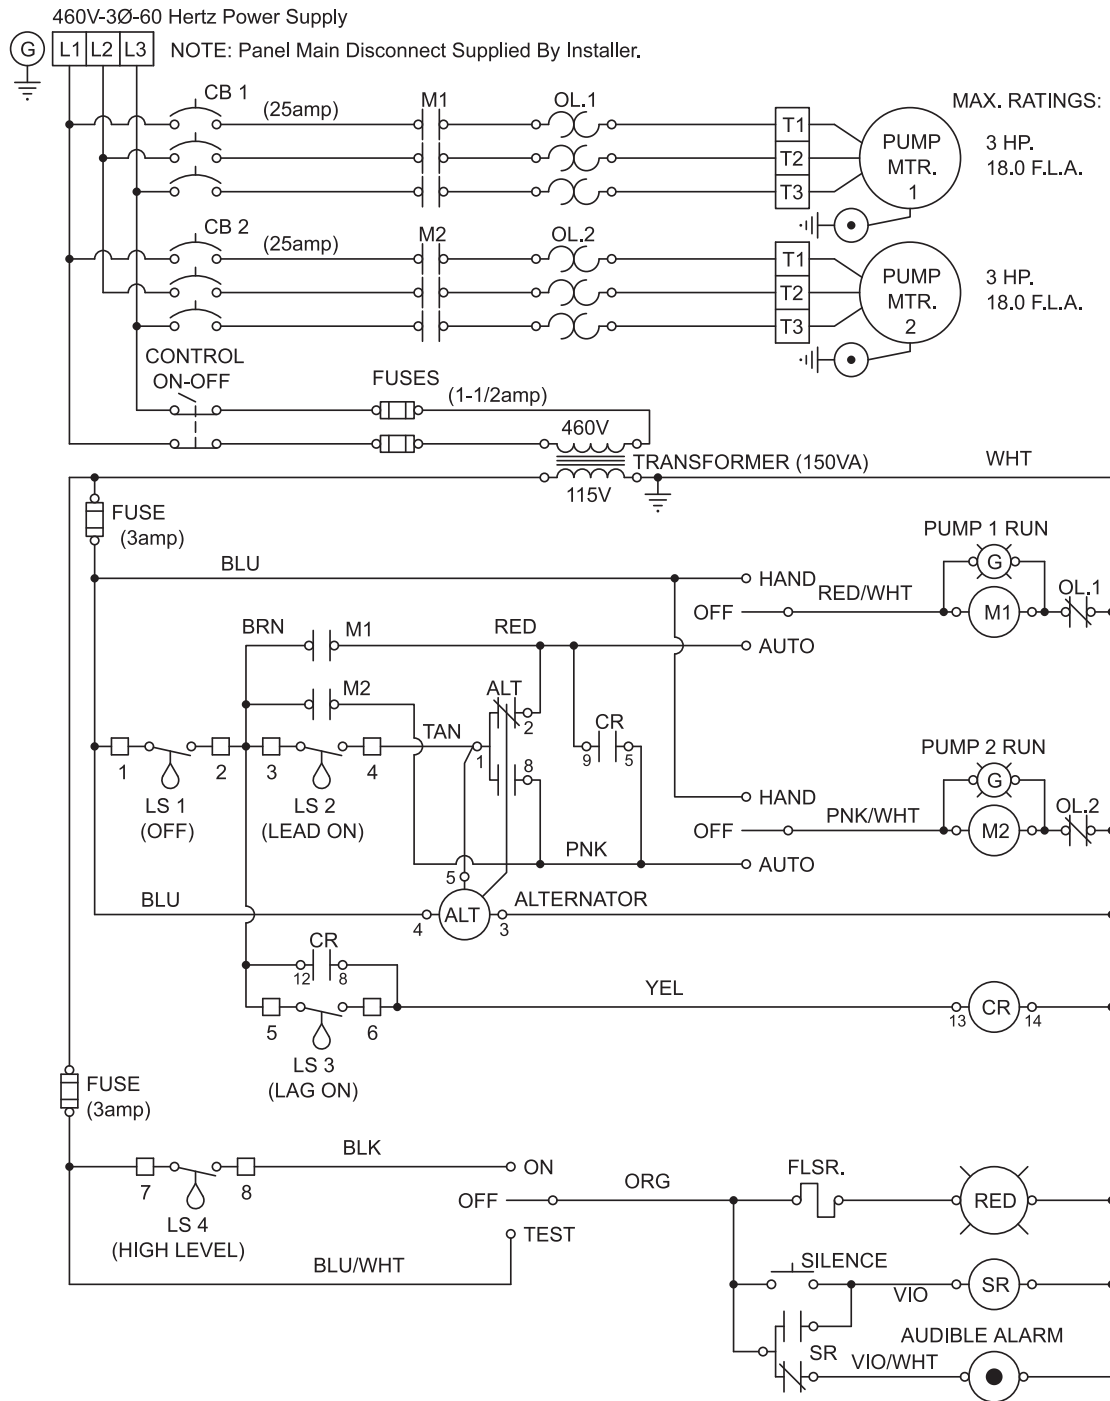 460V-3Ø-60 Hertz Power Supply
G L1 L2 L3 NOTE: Panel Main Disconnect Supplied By Installer.
CB 1 (25amp) M1 OL.1 MAX. RATINGS:
T1
T2
T3
PUMP
MTR.
1
3 HP.
18.0 F.L.A.
CB 2 (25amp) M2 OL.2
T1
T2
T3
PUMP
MTR.
2
3 HP.
18.0 F.L.A.
CONTROL
ON-OFF
FUSES
(1-1/2amp)
460V
TRANSFORMER (150VA)
WHT
115V
FUSE
(3amp)
PUMP 1 RUN
G
BLU
HAND
OFF
RED/WHT
M1
OL.1
AUTO
BRN
M1
RED
M2
ALT
2
TAN
1
CR
9 5
8
1
LS 1
(OFF)
2
3
LS 2
(LEAD ON)
4
PUMP 2 RUN
G
HAND
OFF
PNK/WHT
M2
OL.2
AUTO
PNK
5
BLU
4
ALT
3
ALTERNATOR
CR
12 8
YEL
13
CR
14
5
LS 3
(LAG ON)
6
FUSE
(3amp)
BLK
ON
7
LS 4
(HIGH LEVEL)
8
OFF
ORG
FLSR.
RED
TEST
BLU/WHT
SILENCE
VIO
SR
SR
AUDIBLE ALARM
VIO/WHT